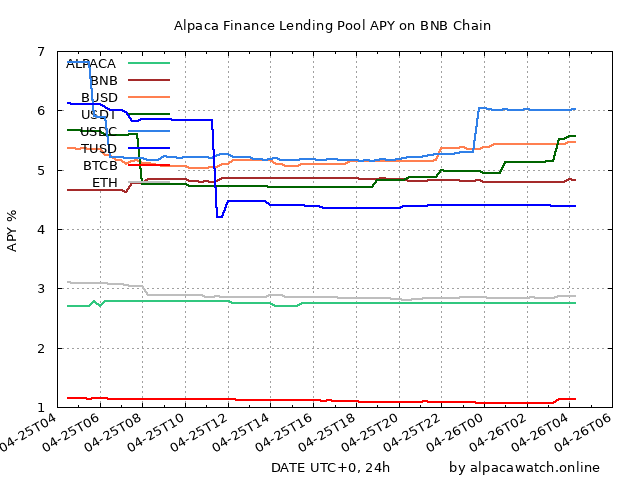 Alpaca Finance Lending Pool APY on BNB Chain
7
6
5
4
3
2
1
APY %
ALPACA
BNB
BUSD
USDT
USDC
TUSD
BTCB
ETH
04-25T04
04-25T06
04-25T08
04-25T10
04-25T12
04-25T14
04-25T16
04-25T18
04-25T20
04-25T22
04-26T00
04-26T02
04-26T04
04-26T06
DATE UTC+0, 24h
by alpacawatch.online